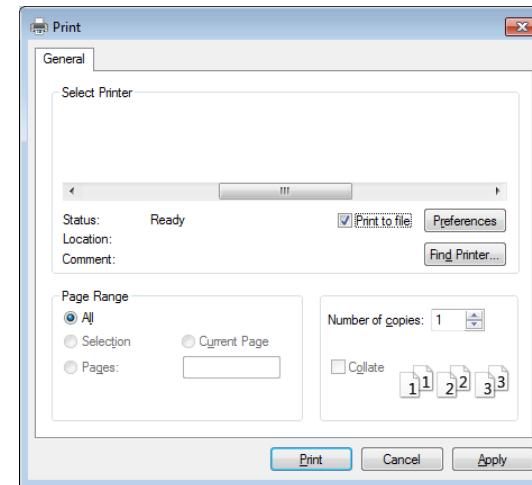 Print
General
Select Printer
Status: Ready
Print to file
Preferences
Location:
Comment:
Find Printer...
Page Range
All
Selection
Current Page
Pages:
Number of copies: 1
Collate
1 1 2 2 3 3
Print
Cancel
Apply